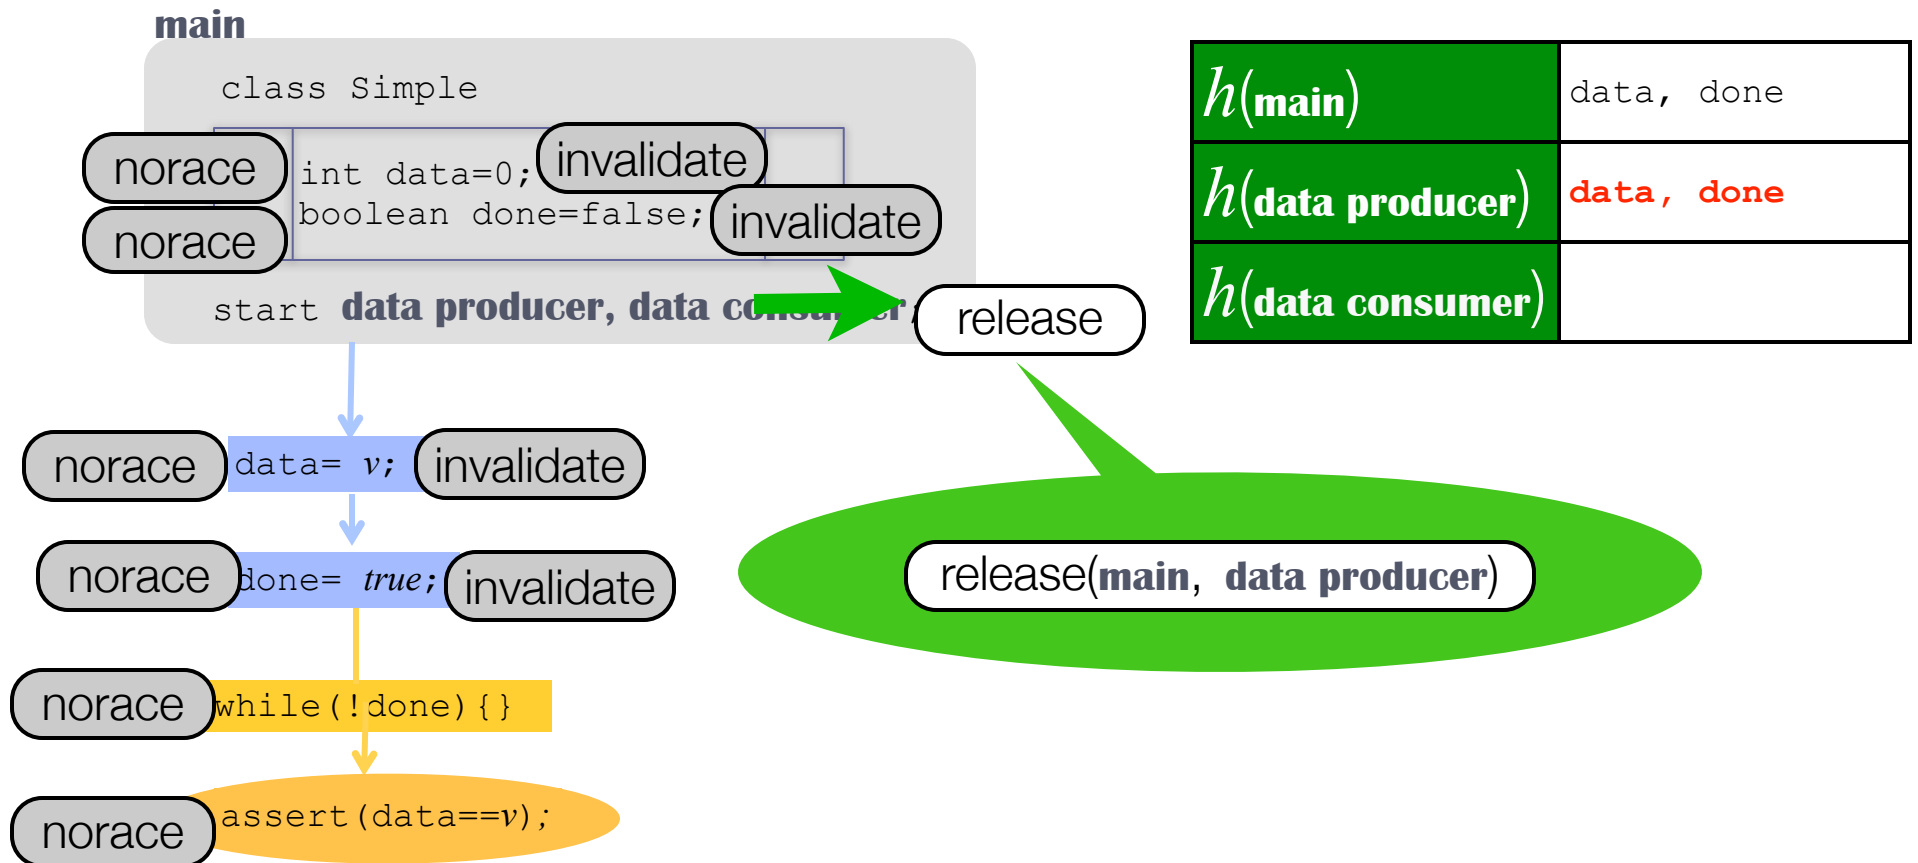 main
class Simple
norace int data=0; invalidate
norace boolean done=false; invalidate
start data producer, data consumer, release
norace data= v; invalidate
norace done= true; invalidate
norace while(!done){}
norace assert(data==v);
h(main) data, done
h(data producer) data, done
h(data consumer)
release(main, data producer)